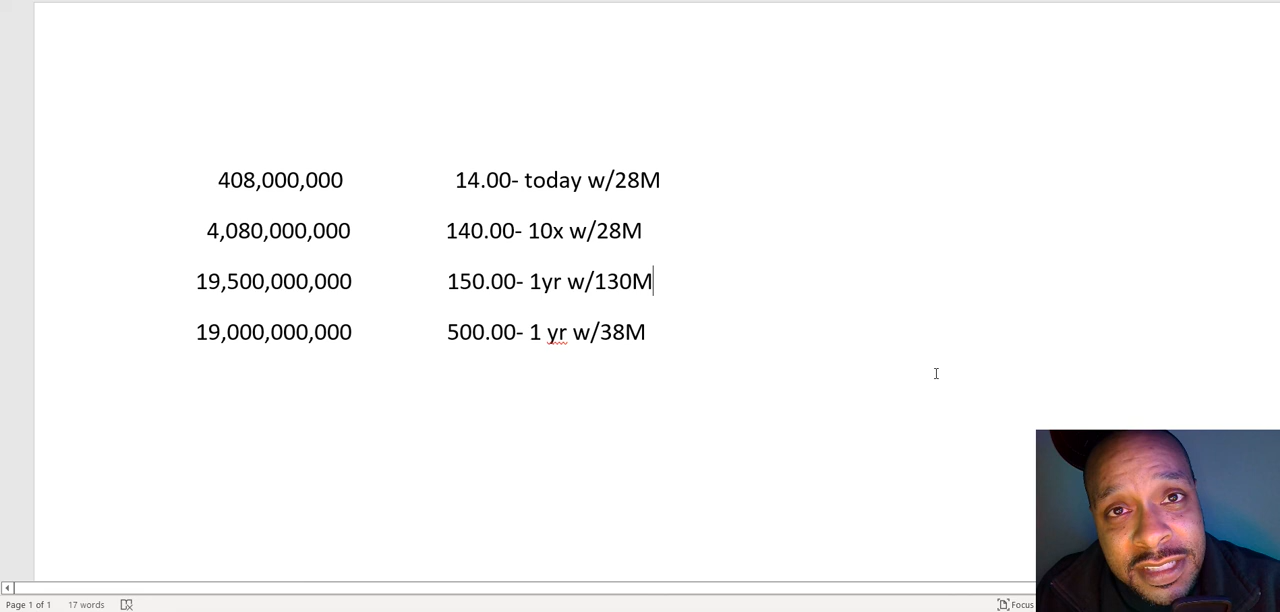 408,000,000 14.00- today w/28M
4,080,000,000 140.00- 10x w/28M
19,500,000,000 150.00- 1yr w/130M
19,000,000,000 500.00- 1 yr w/38M
Page 1 of 1 17 words Focus